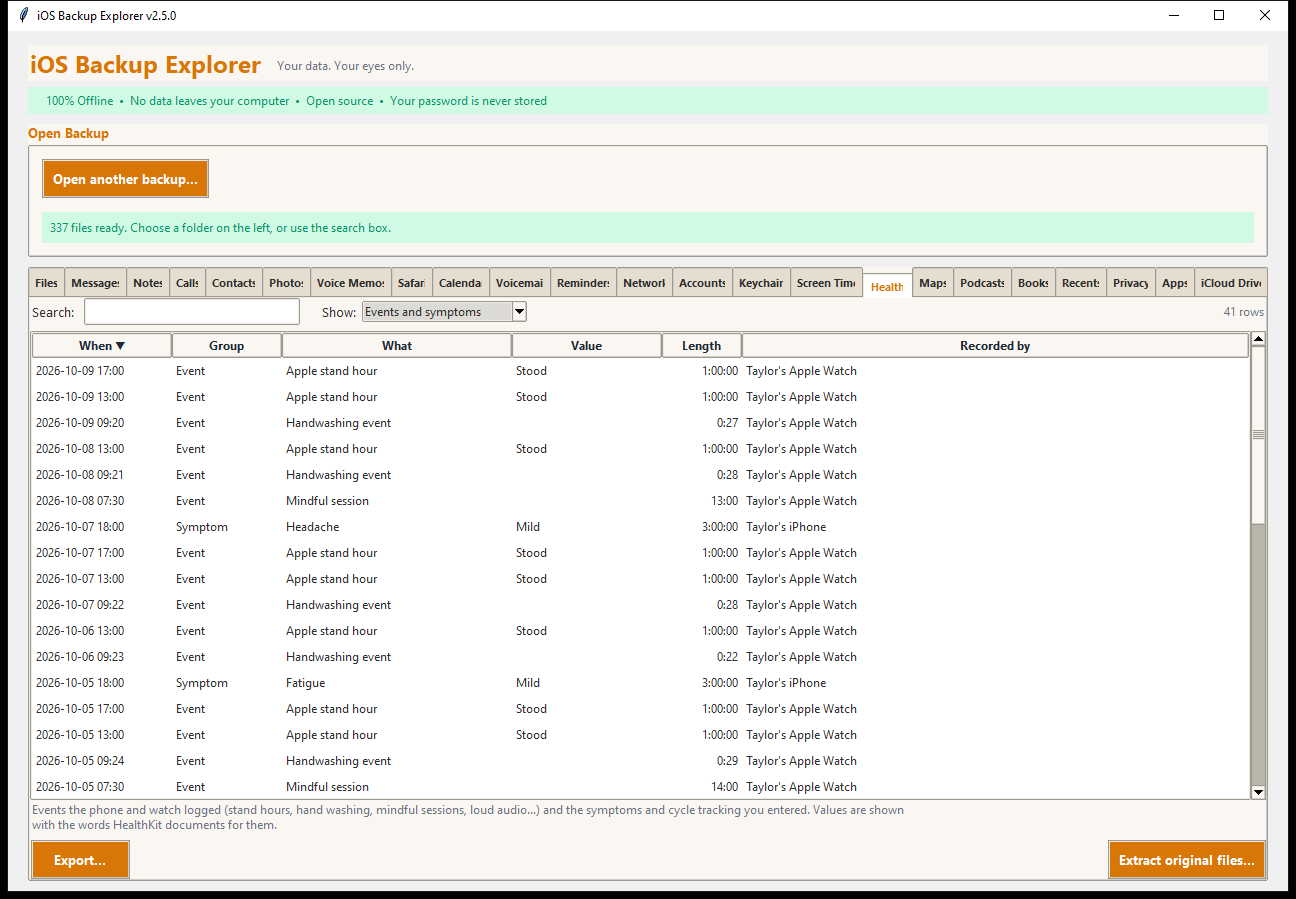 iOS Backup Explorer v2.5.0
iOS Backup Explorer Your data. Your eyes only.
100% Offline • No data leaves your computer • Open source • Your password is never stored
Open Backup
Open another backup...
337 files ready. Choose a folder on the left, or use the search box.
Files Messages Notes Calls Contacts Photos Voice Memos Safari Calenda Voicemai Reminders Network Accounts Keychain Screen Time Health Maps Podcasts Books Recents Privacy Apps iCloud Drive
Search: Show: Events and symptoms 41 rows
When ▼ Group What Value Length Recorded by
2026-10-09 17:00 Event Apple stand hour Stood 1:00:00 Taylor's Apple Watch
2026-10-09 13:00 Event Apple stand hour Stood 1:00:00 Taylor's Apple Watch
2026-10-09 09:20 Event Handwashing event 0:27 Taylor's Apple Watch
2026-10-08 13:00 Event Apple stand hour Stood 1:00:00 Taylor's Apple Watch
2026-10-08 09:21 Event Handwashing event 0:28 Taylor's Apple Watch
2026-10-08 07:30 Event Mindful session 13:00 Taylor's Apple Watch
2026-10-07 18:00 Symptom Headache Mild 3:00:00 Taylor's iPhone
2026-10-07 17:00 Event Apple stand hour Stood 1:00:00 Taylor's Apple Watch
2026-10-07 13:00 Event Apple stand hour Stood 1:00:00 Taylor's Apple Watch
2026-10-07 09:22 Event Handwashing event 0:28 Taylor's Apple Watch
2026-10-06 13:00 Event Apple stand hour Stood 1:00:00 Taylor's Apple Watch
2026-10-06 09:23 Event Handwashing event 0:22 Taylor's Apple Watch
2026-10-05 18:00 Symptom Fatigue Mild 3:00:00 Taylor's iPhone
2026-10-05 17:00 Event Apple stand hour Stood 1:00:00 Taylor's Apple Watch
2026-10-05 13:00 Event Apple stand hour Stood 1:00:00 Taylor's Apple Watch
2026-10-05 09:24 Event Handwashing event 0:29 Taylor's Apple Watch
2026-10-05 07:30 Event Mindful session 14:00 Taylor's Apple Watch
Events the phone and watch logged (stand hours, hand washing, mindful sessions, loud audio...) and the symptoms and cycle tracking you entered. Values are shown
with the words HealthKit documents for them.
Export... Extract original files...